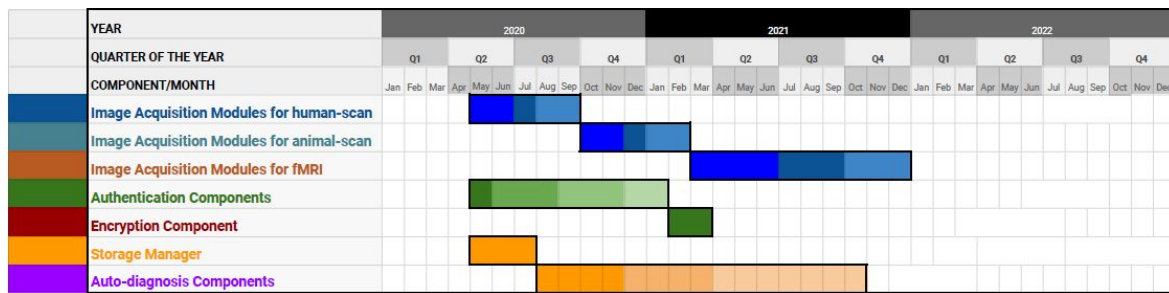 YEAR 2020 2021 2022
QUARTER OF THE YEAR Q1 Q2 Q3 Q4 Q1 Q2 Q3 Q4 Q1 Q2 Q3 Q4
COMPONENT/MONTH Jan Feb Mar Apr May Jun Jul Aug Sep Oct Nov Dec Jan Feb Mar Apr May Jun Jul Aug Sep Oct Nov Dec Jan Feb Mar Apr May Jun Jul Aug Sep Oct Nov Dec
Image Acquisition Modules for human-scan
Image Acquisition Modules for animal-scan
Image Acquisition Modules for fMRI
Authentication Components
Encryption Component
Storage Manager
Auto-diagnosis Components